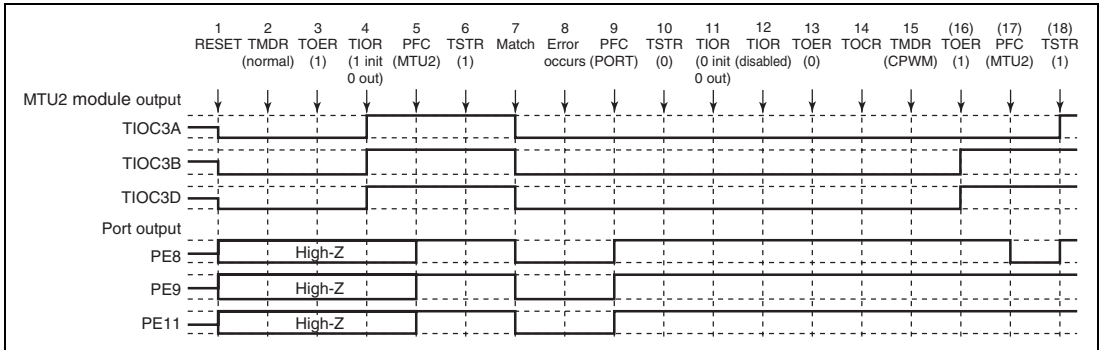 1 2 3 4 5 6 7 8 9 10 11 12 13 14 15 (16) (17) (18)
RESET TMDR TOER TIOR PFC TSTR Match Error PFC TSTR TIOR TIOR TOER TOCR TMDR TOER PFC TSTR
(normal) (1) (1 init (MTU2) (1) occurs (PORT) (0) (0 init (disabled) (0) (CPWM) (1) (MTU2) (1)
0 out) 0 out)
MTU2 module output
TIOC3A
TIOC3B
TIOC3D
Port output
PE8 High-Z
PE9 High-Z
PE11 High-Z